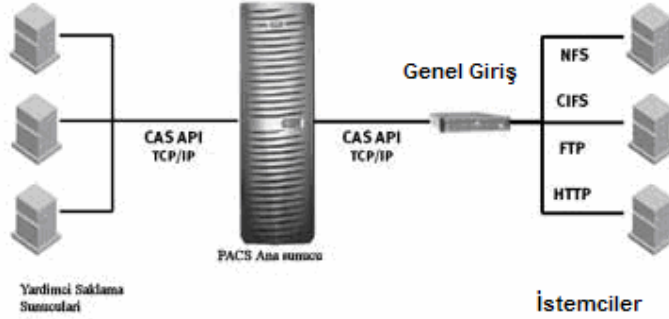 Genel Giriş
NFS
CIFS
FTP
HTTP
CAS API
TCP/IP
CAS API
TCP/IP
PACS Ana sunucu
Yardimci Saklama
Sunuculari
İstemciler